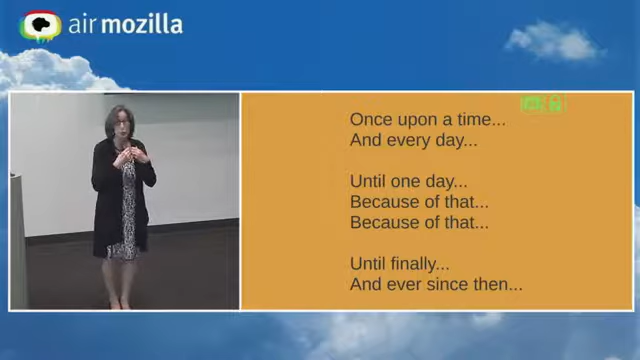 air mozilla
Once upon a time...
And every day...
Until one day...
Because of that...
Because of that...
Until finally...
And ever since then...